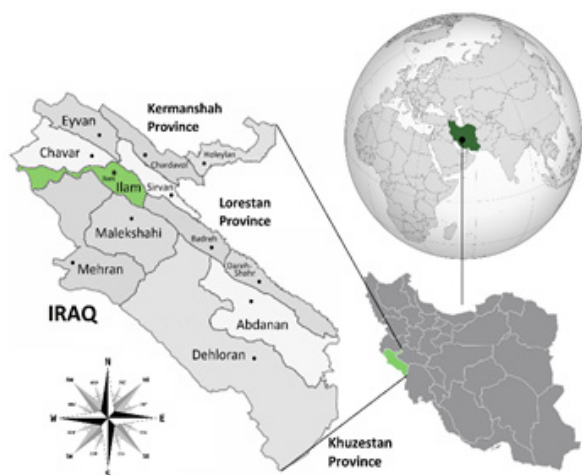 Kermanshah
Province
Eyvan
Chavar
Chardavol
Holeylan
Ilam
Sirvan
Lorestan
Province
Malekshahi
Badreh
Mehran
Dareh-
Shahr
IRAQ
Abdanan
Dehloran
N
W
E
S
Khuzestan
Province